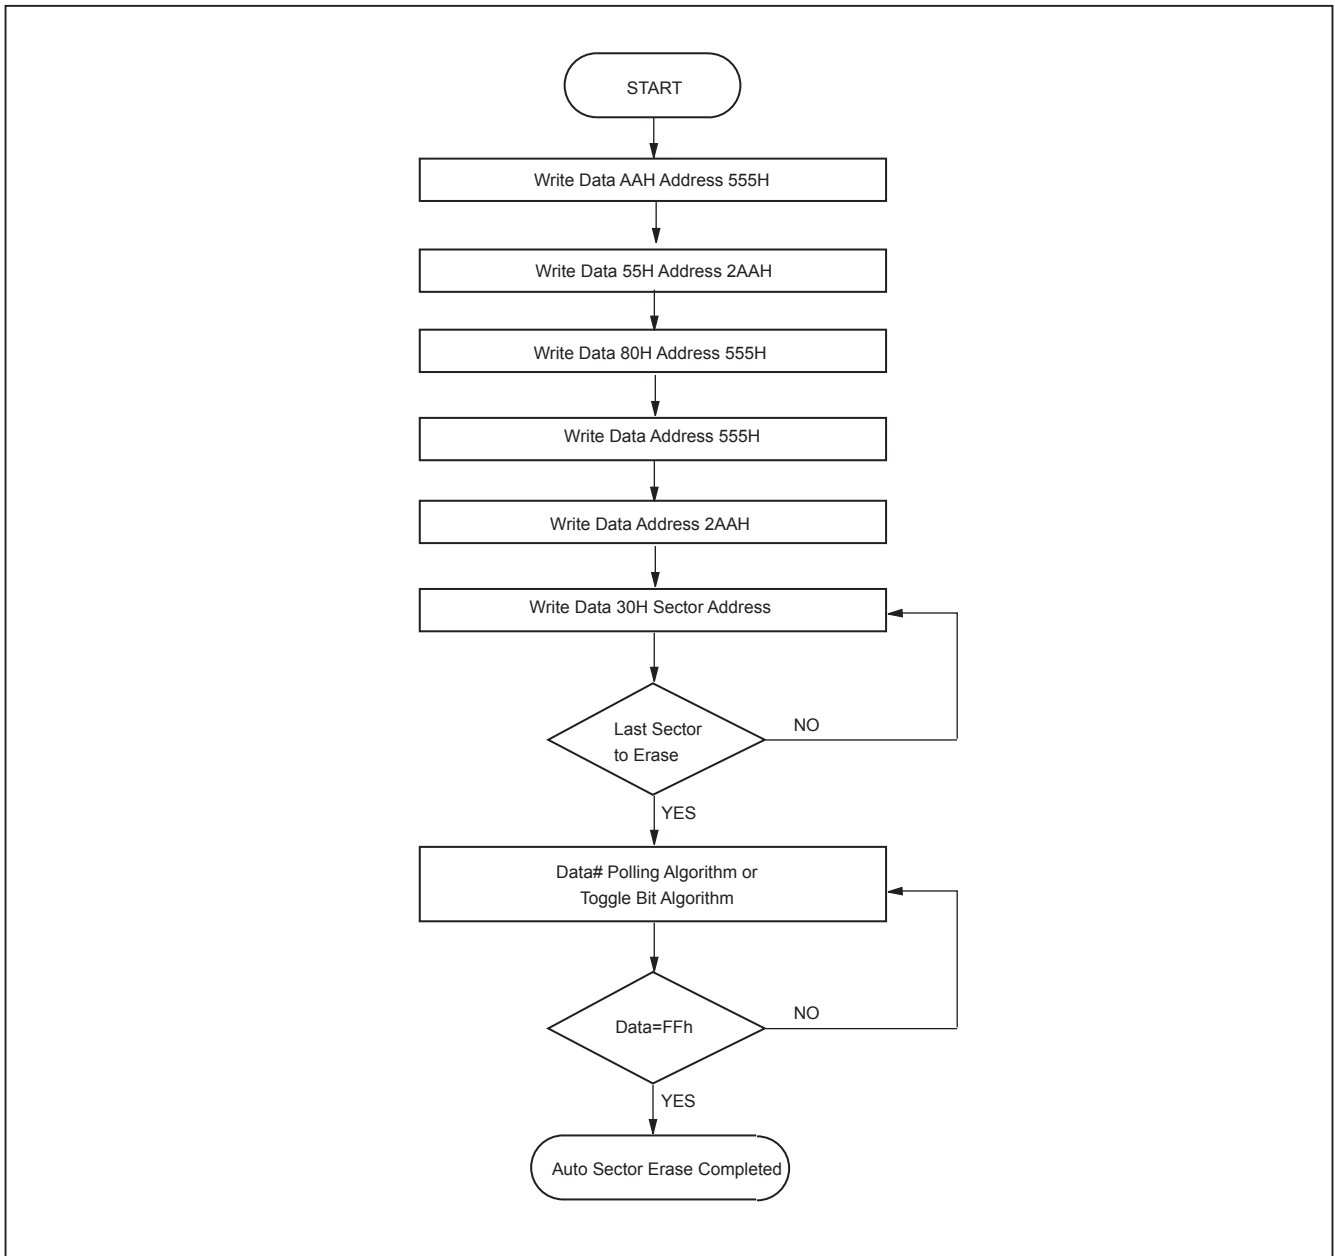 START
Write Data AAH Address 555H
Write Data 55H Address 2AAH
Write Data 80H Address 555H
Write Data Address 555H
Write Data Address 2AAH
Write Data 30H Sector Address
Last Sector
to Erase
NO
YES
Data# Polling Algorithm or
Toggle Bit Algorithm
Data=FFh
NO
YES
Auto Sector Erase Completed